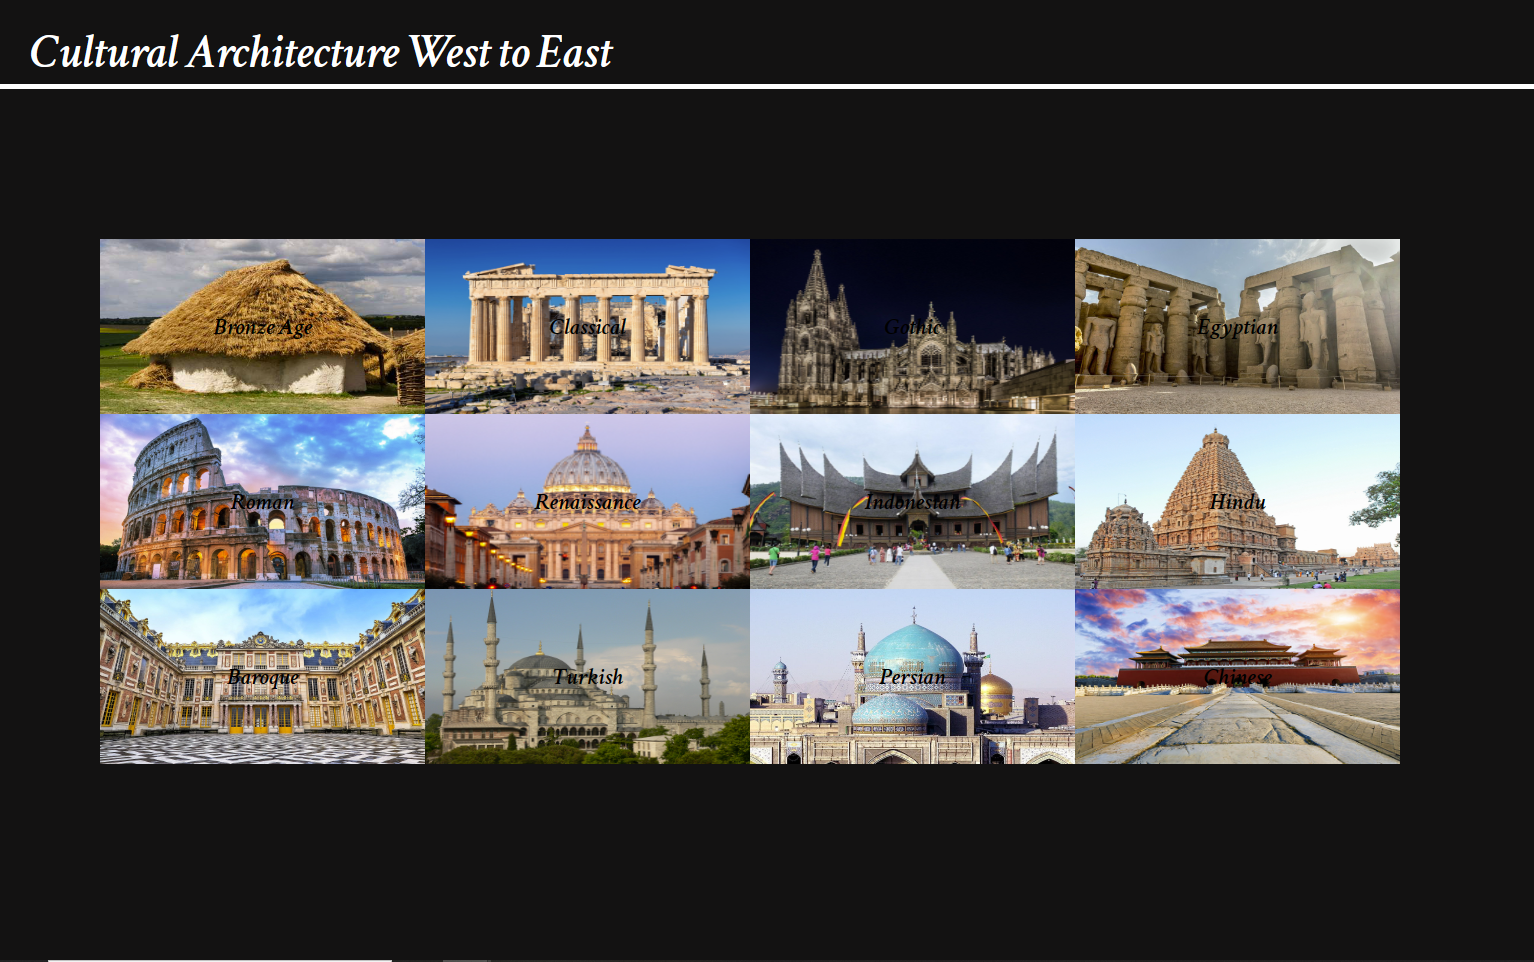 Cultural Architecture West to East
Bronze Age
Classical
Gothic
Egyptian
Roman
Renaissance
Indonesian
Hindu
Baroque
Turkish
Persian
Chinese